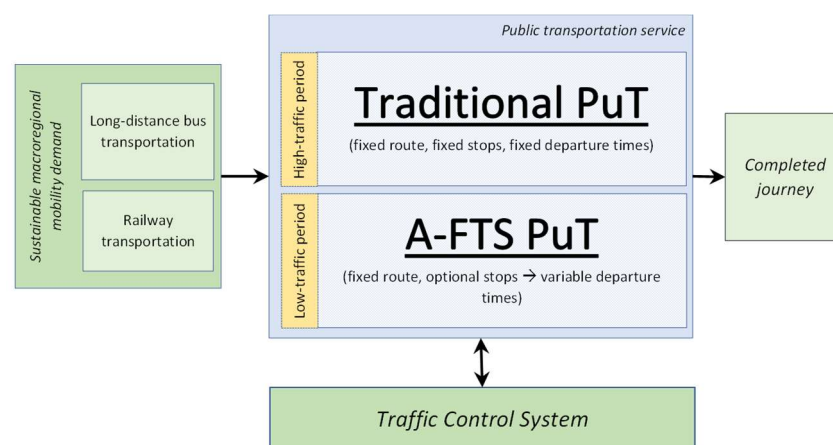 Public transportation service
Sustainable macroregional
mobility demand
Long-distance bus
transportation
Railway
transportation
High-traffic period
Traditional PuT
(fixed route, fixed stops, fixed departure times)
Low-traffic period
A-FTS PuT
(fixed route, optional stops → variable departure
times)
Completed
journey
Traffic Control System